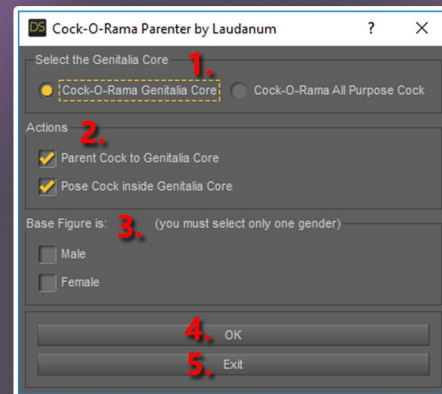 DS Cock-O-Rama Parenter by Laudanum ? X
Select the Genitalia Core 1.
Cock-O-Rama Genitalia Core Cock-O-Rama All Purpose Cock
Actions 2.
Parent Cock to Genitalia Core
Pose Cock inside Genitalia Core
Base Figure is: 3. (you must select only one gender)
Male
Female
4. OK
5. Exit